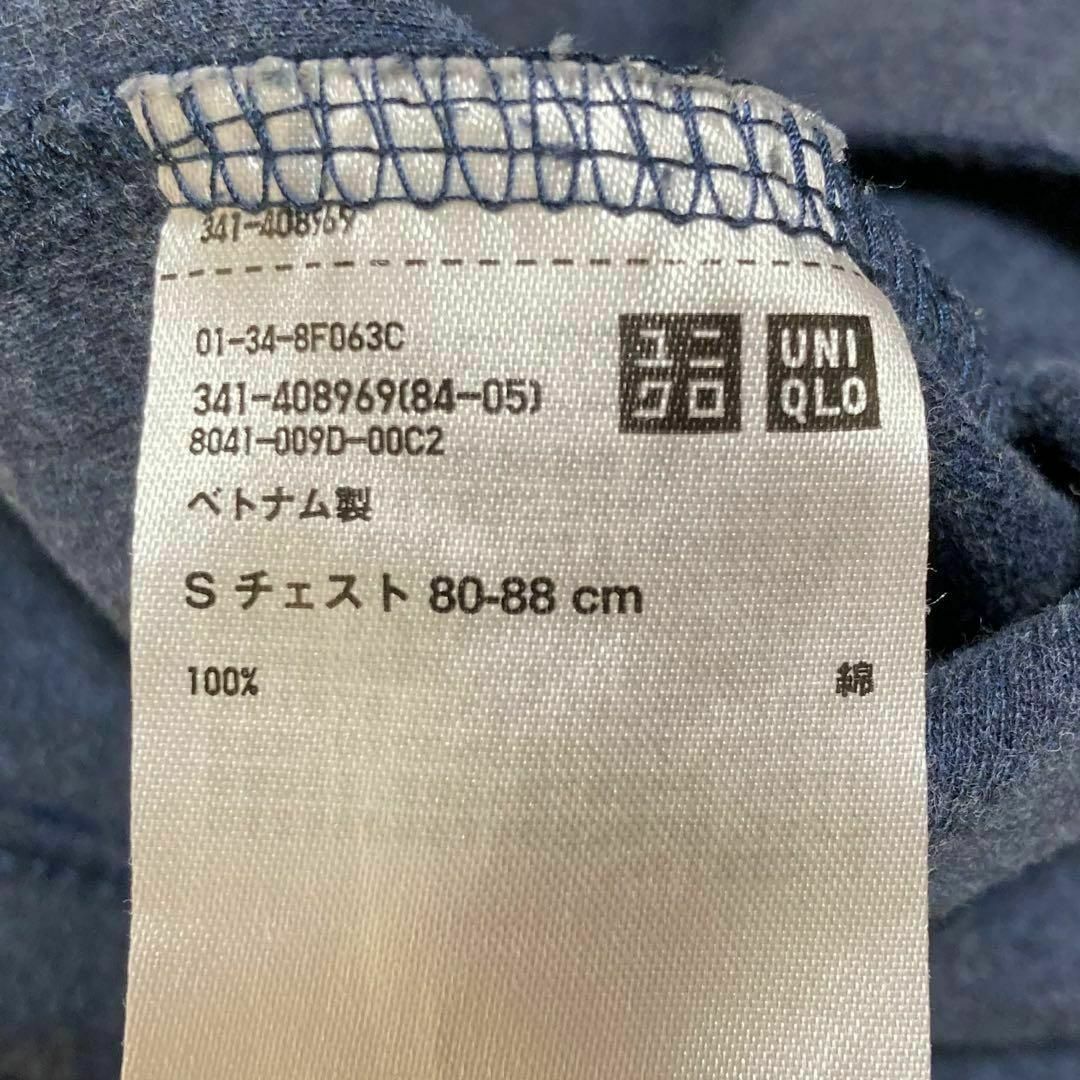 341-408969
01-34-8F063C
341-408969(84-05)
8041-009D-00C2
ユニ
クロ
UNI
QLO
ベトナム製
S チェスト 80-88 cm
100% 綿